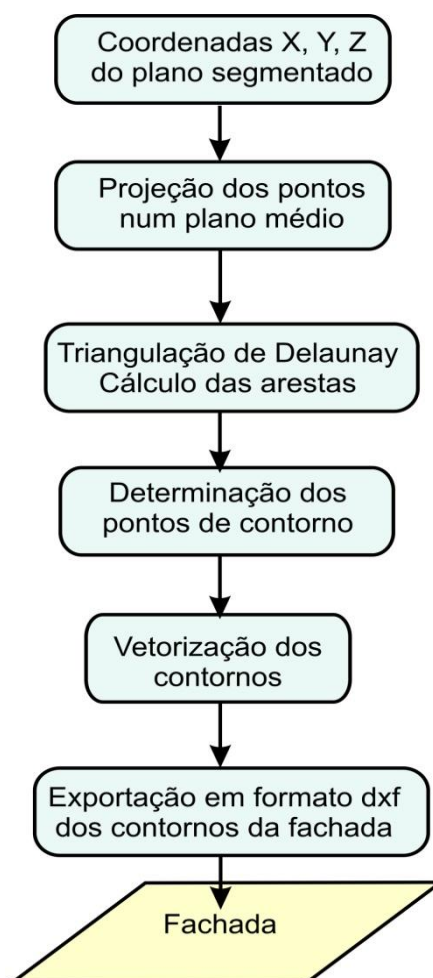 Coordenadas X, Y, Z
do plano segmentado
Projeção dos pontos
num plano médio
Triangulação de Delaunay
Cálculo das arestas
Determinação dos
pontos de contorno
Vetorização dos
contornos
Exportação em formato dxf
dos contornos da fachada
Fachada